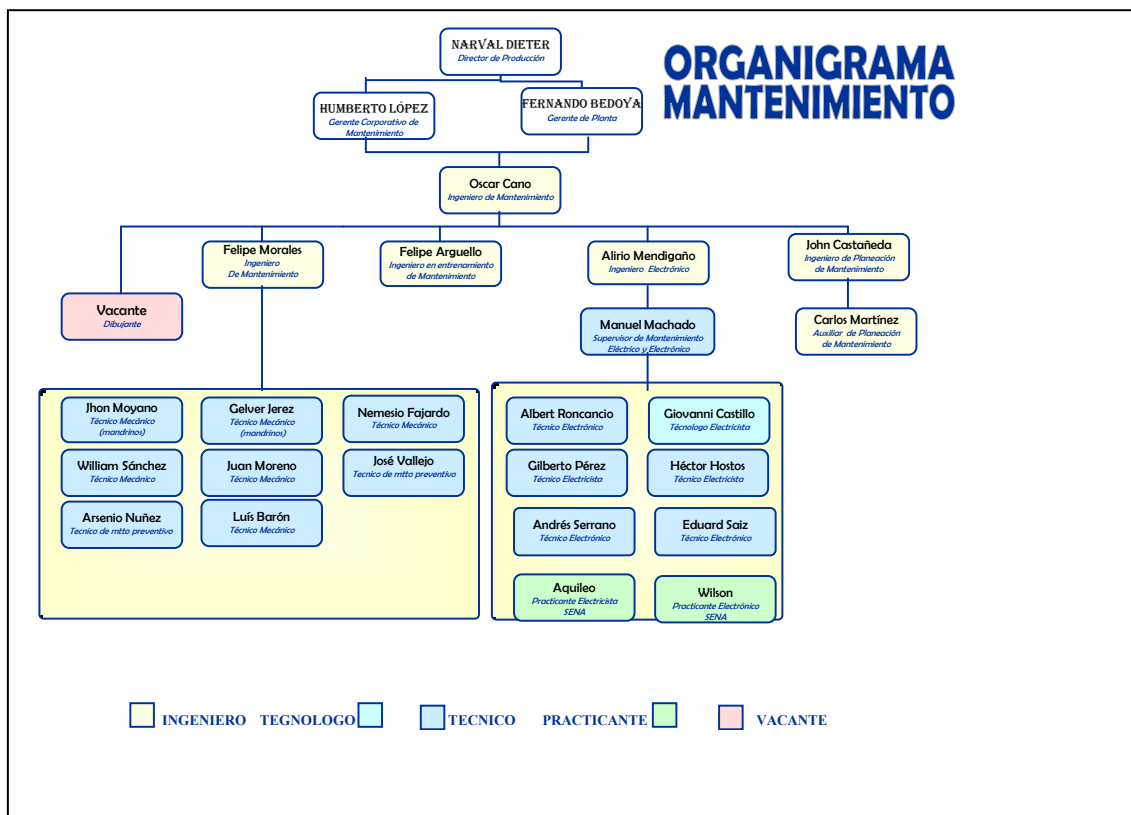 ORGANIGRAMA
MANTENIMIENTO
NARVAL DIETER
Director de Producción
HUMBERTO LÓPEZ
Gerente Corporativo de
Mantenimiento
FERNANDO BEDOYA
Gerente de Planta
Oscar Cano
Ingeniero de Mantenimiento
Vacante
Dibujante
Felipe Morales
Ingeniero
De Mantenimiento
Felipe Arguello
Ingeniero en entrenamiento
de Mantenimiento
Alirio Mendigaño
Ingeniero Electrónico
John Castañeda
Ingeniero de Planeación
de Mantenimiento
Manuel Machado
Supervisor de Mantenimiento
Eléctrico y Electrónico
Carlos Martínez
Auxiliar de Planeación
de Mantenimiento
Jhon Moyano
Técnico Mecánico
(mandrinos)
Gelver Jerez
Técnico Mecánico
(mandrinos)
Nemesio Fajardo
Técnico Mecánico
William Sánchez
Técnico Mecánico
Juan Moreno
Técnico Mecánico
José Vallejo
Tecnico de mtto preventivo
Arsenio Nuñez
Tecnico de mtto preventivo
Luís Barón
Técnico Mecánico
Albert Roncancio
Técnico Electrónico
Giovanni Castillo
Técnologo Electricista
Gilberto Pérez
Técnico Electricista
Héctor Hostos
Técnico Electricista
Andrés Serrano
Técnico Electrónico
Eduard Saiz
Técnico Electrónico
Aquileo
Practicante Electricista
SENA
Wilson
Practicante Electrónico
SENA
INGENIERO TEGNOLOGO TECNICO PRACTICANTE VACANTE